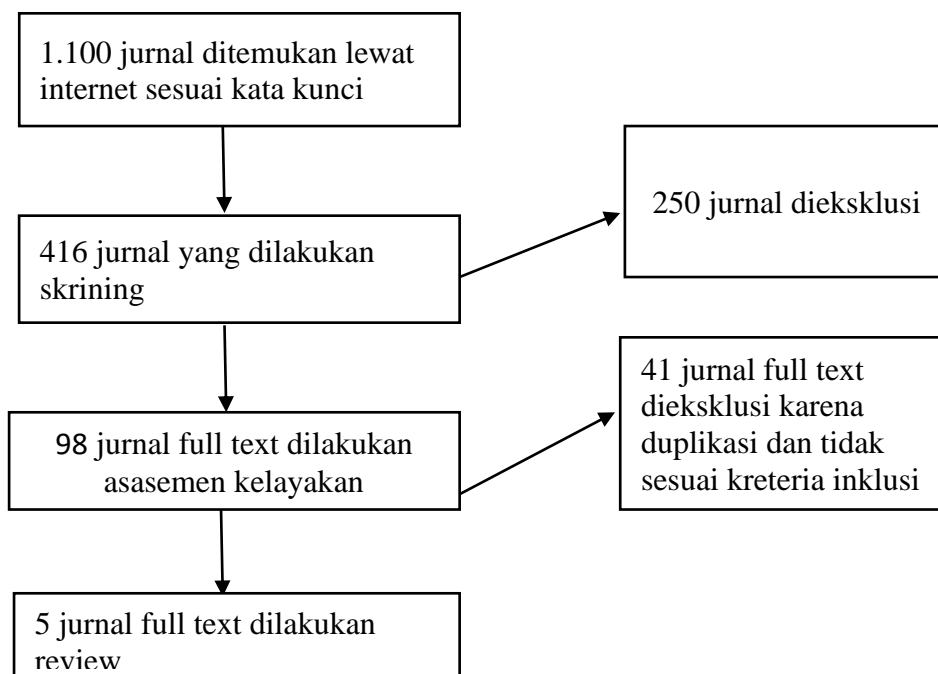 1.100 jurnal ditemukan lewat
internet sesuai kata kunci
250 jurnal dieksklusi
416 jurnal yang dilakukan
skrining
41 jurnal full text
dieksklusi karena
duplikasi dan tidak
sesuai kreteria inklusi
98 jurnal full text dilakukan
asasemen kelayakan
5 jurnal full text dilakukan
review